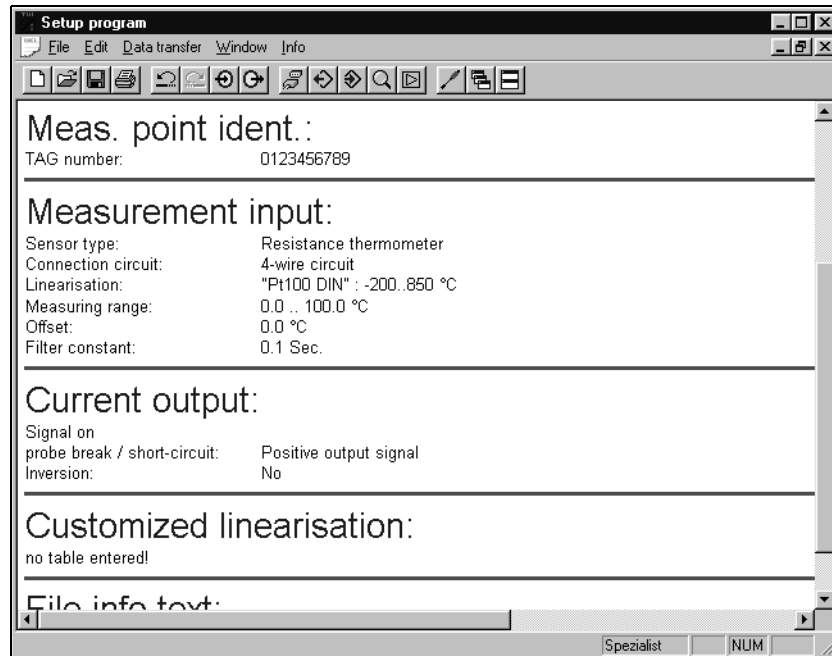 Setup program
File Edit Data transfer Window Info
Meas. point ident.:
TAG number: 0123456789
Measurement input:
Sensor type: Resistance thermometer
Connection circuit: 4-wire circuit
Linearisation: "Pt100 DIN" : -200..850 °C
Measuring range: 0.0 .. 100.0 °C
Offset: 0.0 °C
Filter constant: 0.1 Sec.
Current output:
Signal on
probe break / short-circuit: Positive output signal
Inversion: No
Customized linearisation:
no table entered!
File info text:
Spezialist NUM